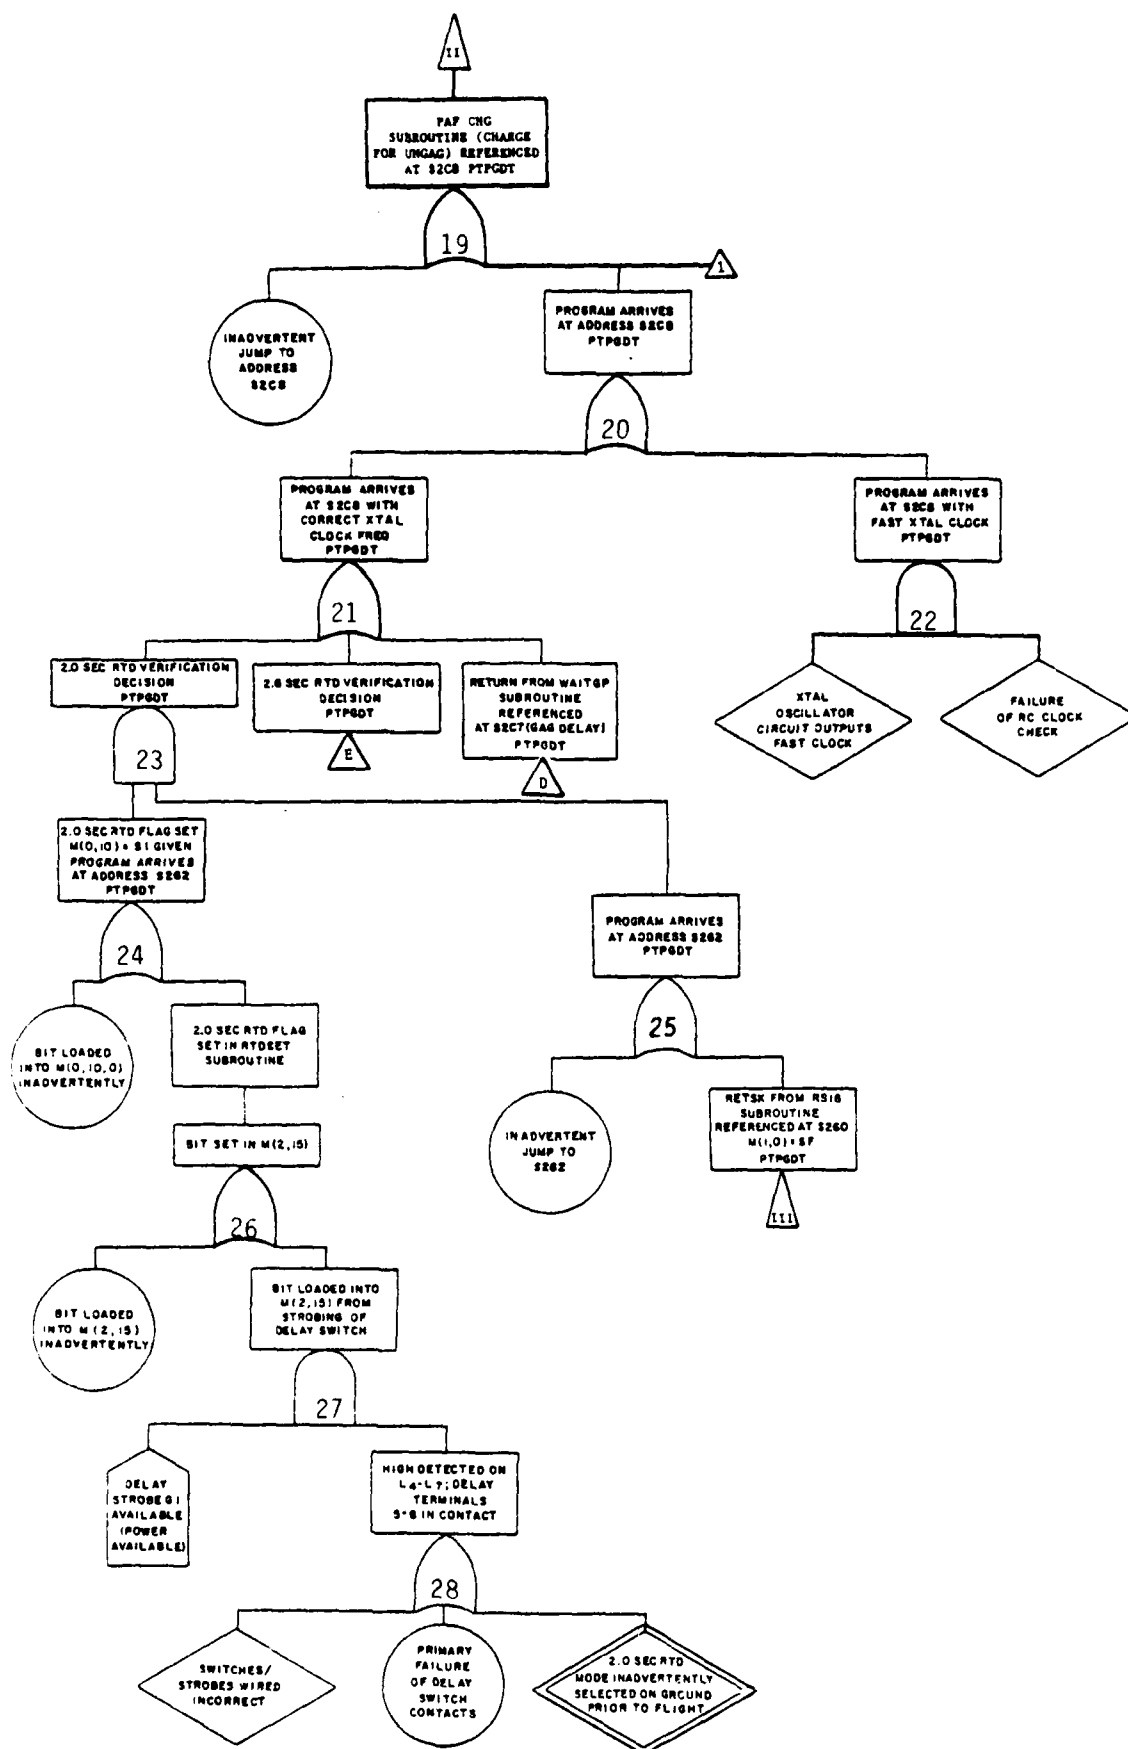 II
PAF CHG
SUBROUTINE (CHARGE
FOR UNGAG) REFERENCED
AT $2C8 PTPGDT
19
1
INADVERTENT
JUMP TO
ADDRESS
$2C8
PROGRAM ARRIVES
AT ADDRESS $2C8
PTPGDT
20
PROGRAM ARRIVES
AT $2C8 WITH
CORRECT XTAL
CLOCK FREQ
PTPGDT
PROGRAM ARRIVES
AT $2C8 WITH
FAST XTAL CLOCK
PTPGDT
21
22
2.0 SEC RTD VERIFICATION
DECISION
PTPGDT
2.6 SEC RTD VERIFICATION
DECISION
PTPGDT
E
RETURN FROM WAITGP
SUBROUTINE
REFERENCED
AT $2C7 (GAG DELAY)
PTPGDT
D
XTAL
OSCILLATOR
CIRCUIT OUTPUTS
FAST CLOCK
FAILURE
OF RC CLOCK
CHECK
23
2.0 SEC RTD FLAG SET
M(0,10) = $1 GIVEN
PROGRAM ARRIVES
AT ADDRESS $262
PTPGDT
PROGRAM ARRIVES
AT ADDRESS $262
PTPGDT
24
25
BIT LOADED
INTO M(0,10,0)
INADVERTENTLY
2.0 SEC RTD FLAG
SET IN RTDSET
SUBROUTINE
INADVERTENT
JUMP TO
$262
RETSK FROM RS16
SUBROUTINE
REFERENCED AT $260
M(1,0) = $F
PTPGDT
III
BIT SET IN M(2,15)
26
BIT LOADED
INTO M(2,15)
INADVERTENTLY
BIT LOADED INTO
M(2,15) FROM
STROBING OF
DELAY SWITCH
27
DELAY
STROBE G1
AVAILABLE
(POWER
AVAILABLE)
HIGH DETECTED ON
L4-L7; DELAY
TERMINALS
5-8 IN CONTACT
28
SWITCHES/
STROBES WIRED
INCORRECT
PRIMARY
FAILURE
OF DELAY
SWITCH
CONTACTS
2.0 SEC RTD
MODE INADVERTENTLY
SELECTED ON GROUND
PRIOR TO FLIGHT